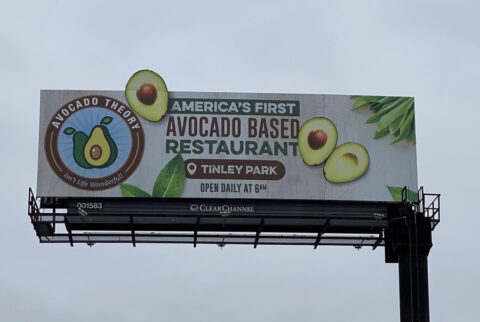 AVOCADO THEORY
Isn't Life Wonderful!
AMERICA'S FIRST
AVOCADO BASED
RESTAURANT
TINLEY PARK
OPEN DAILY AT 6AM
001583
CLEAR CHANNEL